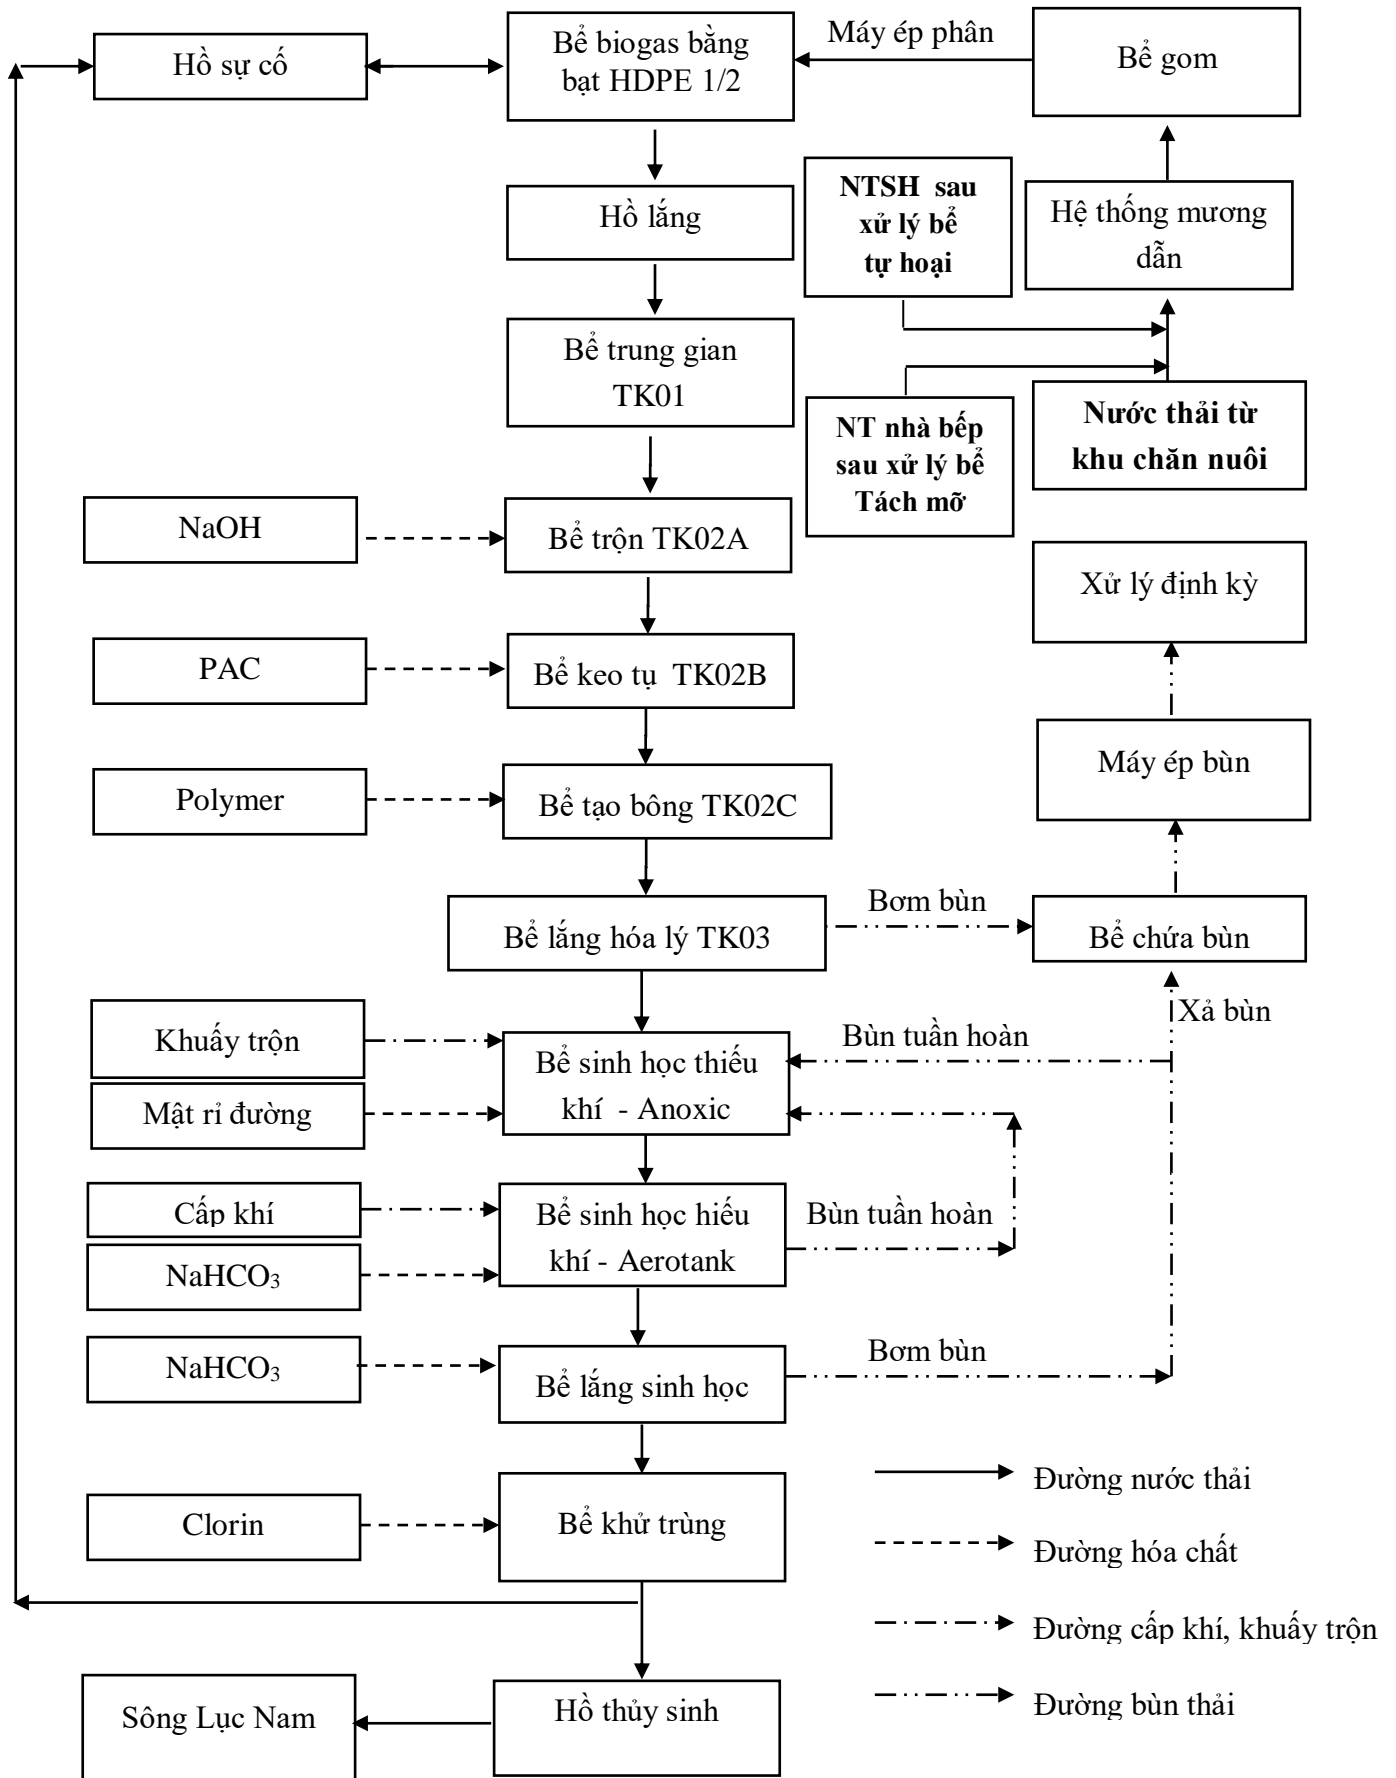 Máy ép phân
Hồ sự cố
Bể biogas bằng
bạt HDPE 1/2
Bể gom
Hồ lắng
NTSH sau
xử lý bể
tự hoại
Hệ thống mương
dẫn
Bể trung gian
TK01
NT nhà bếp
sau xử lý bể
Tách mỡ
Nước thải từ
khu chăn nuôi
NaOH
Bể trộn TK02A
Xử lý định kỳ
PAC
Bể keo tụ TK02B
Máy ép bùn
Polymer
Bể tạo bông TK02C
Bơm bùn
Bể lắng hóa lý TK03
Bể chứa bùn
Xả bùn
Khuấy trộn
Mật rỉ đường
Bể sinh học thiếu
khí - Anoxic
Bùn tuần hoàn
Cấp khí
NaHCO3
Bể sinh học hiếu
khí - Aerotank
Bùn tuần hoàn
NaHCO3
Bể lắng sinh học
Bơm bùn
Clorin
Bể khử trùng
Đường nước thải
Đường hóa chất
Đường cấp khí, khuấy trộn
Đường bùn thải
Sông Lục Nam
Hồ thủy sinh